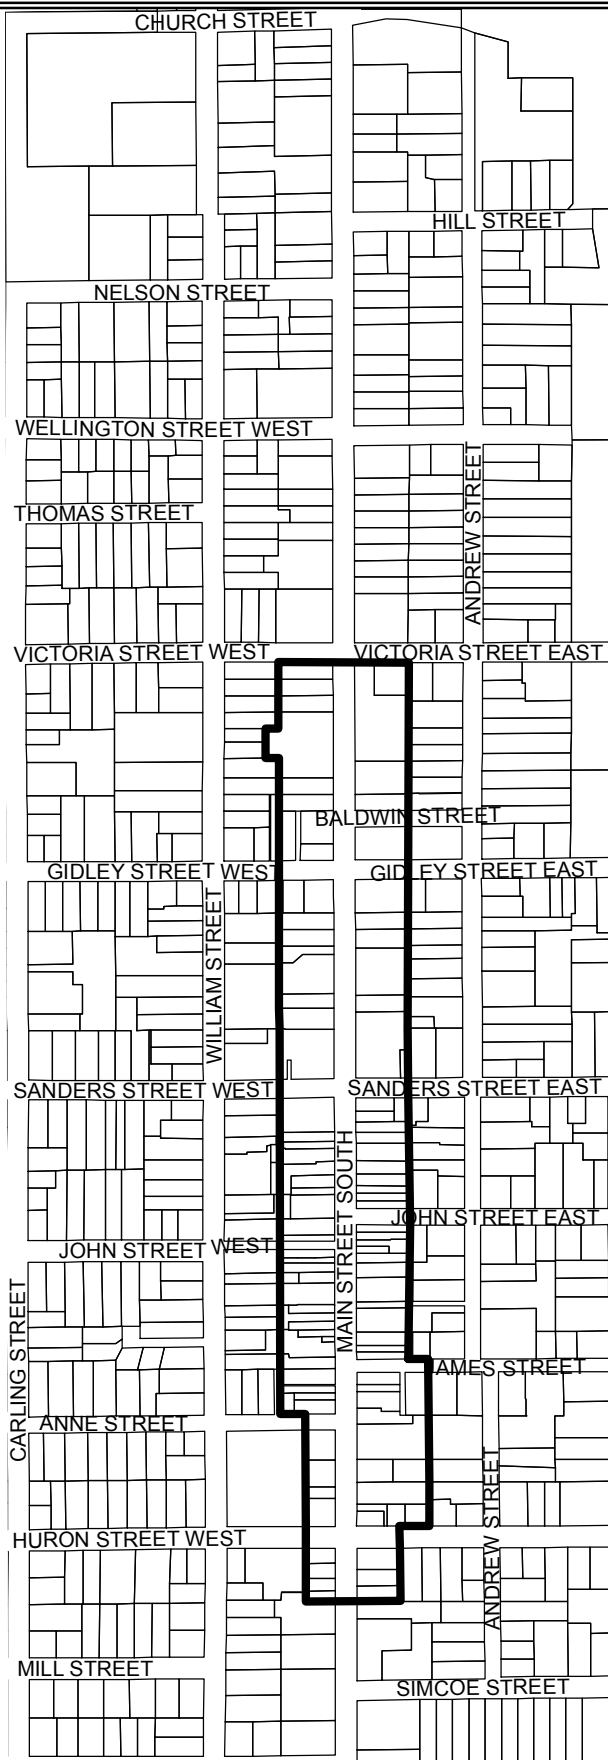 CHURCH STREET
HILL STREET
NELSON STREET
WELLINGTON STREET WEST
ANDREW STREET
THOMAS STREET
VICTORIA STREET WEST
VICTORIA STREET EAST
BALDWIN STREET
GIDLEY STREET WEST
GIDLEY STREET EAST
WILLIAM STREET
SANDERS STREET WEST
SANDERS STREET EAST
MAIN STREET SOUTH
JOHN STREET EAST
JOHN STREET WEST
CARLING STREET
AMES STREET
ANNE STREET
ANDREW STREET
HURON STREET WEST
MILL STREET
SIMCOE STREET